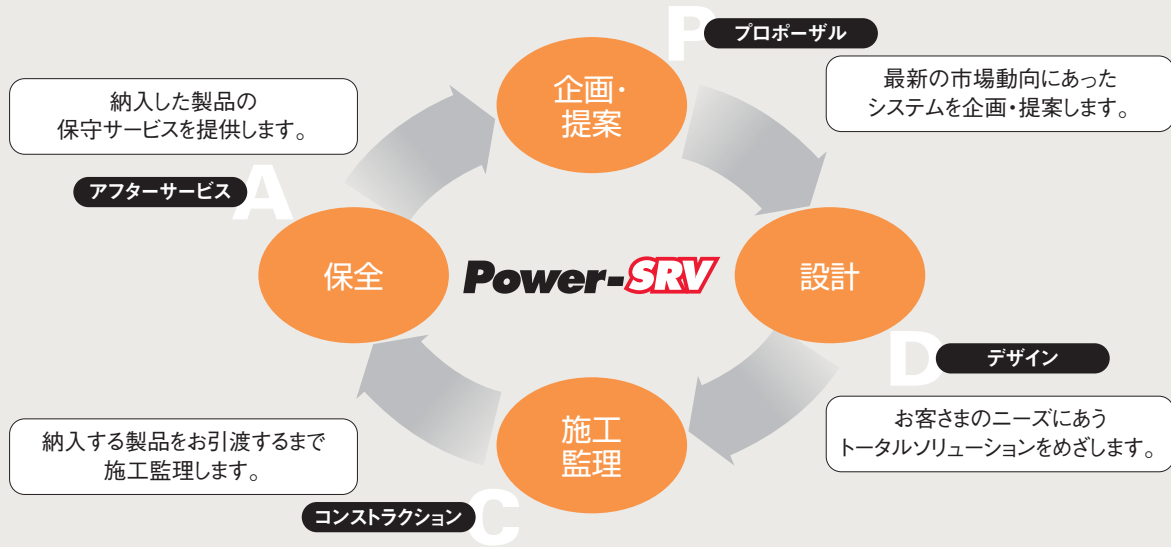 P
プロポーザル
企画・
提案
最新の市場動向にあった
システムを企画・提案します。
納入した製品の
保守サービスを提供します。
A
アフターサービス
保全
Power-SRV
設計
D
デザイン
お客さまのニーズにあう
トータルソリューションをめざします。
施工
監理
納入する製品をお引渡するまで
施工監理します。
C
コンストラクション